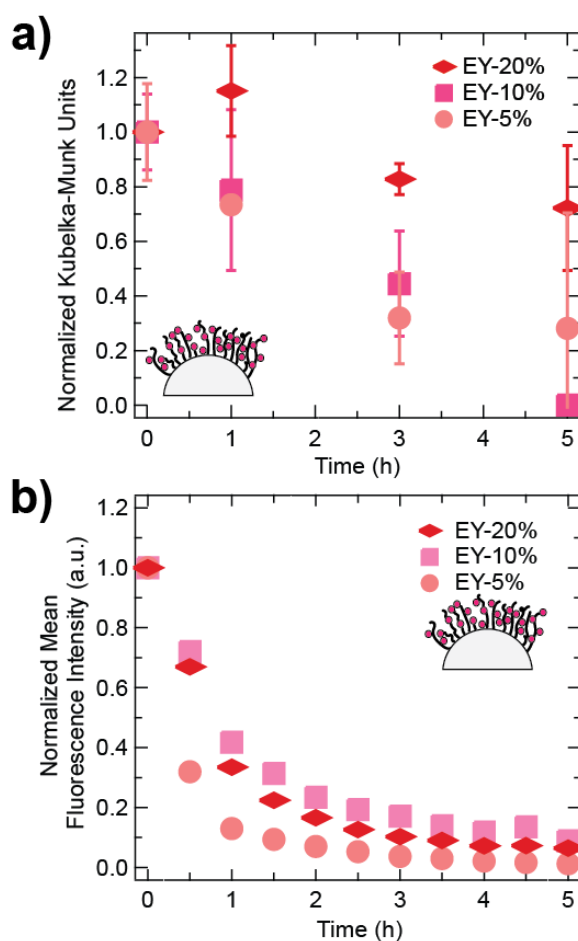 a)
Normalized Kubelka-Munk Units
1.2
1.0
0.8
0.6
0.4
0.2
0.0
EY-20%
EY-10%
EY-5%
0
1
2
3
4
5
Time (h)
b)
Normalized Mean
Fluorescence Intensity (a.u.)
1.2
1.0
0.8
0.6
0.4
0.2
0.0
EY-20%
EY-10%
EY-5%
0
1
2
3
4
5
Time (h)